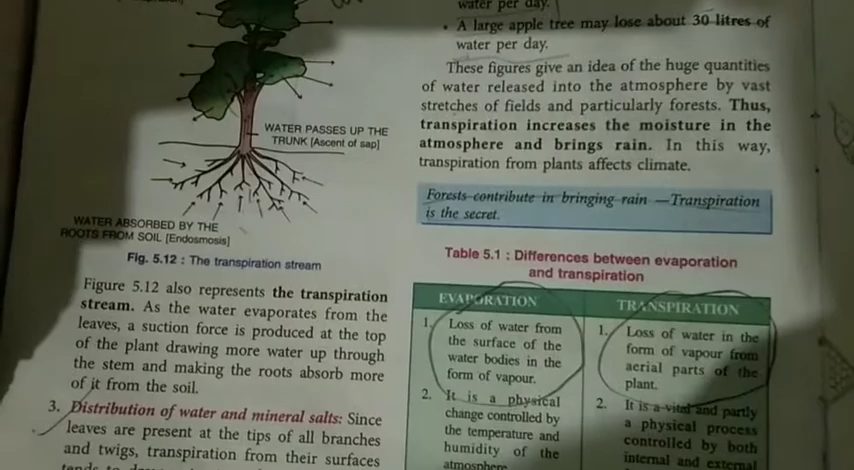 WATER PASSES UP THE
TRUNK [Ascent of sap]
WATER ABSORBED BY THE
ROOTS FROM SOIL [Endosmosis]
Fig. 5.12 : The transpiration stream
Figure 5.12 also represents the transpiration
stream. As the water evaporates from the
leaves, a suction force is produced at the top
of the plant drawing more water up through
the stem and making the roots absorb more
of it from the soil.
3. Distribution of water and mineral salts: Since
leaves are present at the tips of all branches
and twigs, transpiration from their surfaces
water per day.
• A large apple tree may lose about 30 litres of
water per day.
These figures give an idea of the huge quantities
of water released into the atmosphere by vast
stretches of fields and particularly forests. Thus,
transpiration increases the moisture in the
atmosphere and brings rain. In this way,
transpiration from plants affects climate.
Forests contribute in bringing rain — Transpiration
is the secret.
Table 5.1 : Differences between evaporation
and transpiration
EVAPORATION
1. Loss of water from
the surface of the
water bodies in the
form of vapour.
2. It is a physical
change controlled by
the temperature and
humidity of the
atmosphere
TRANSPIRATION
1. Loss of water in the
form of vapour from
aerial parts of the
plant.
2. It is a vital and partly
a physical process
controlled by both
internal and external